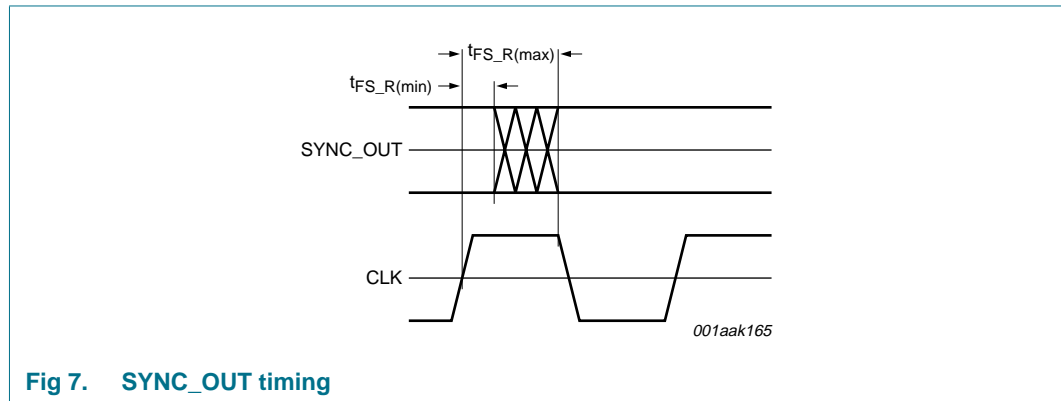 tFS_R(max)
tFS_R(min)
SYNC_OUT
CLK
001aak165
Fig 7. SYNC_OUT timing